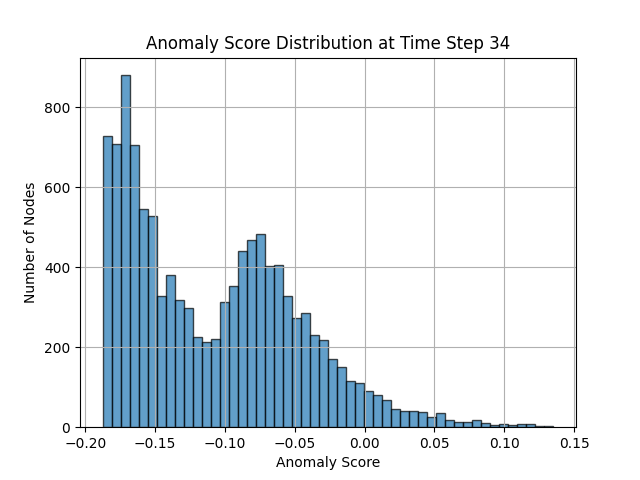 Anomaly Score Distribution at Time Step 34
800
600
400
200
0
Number of Nodes
−0.20 −0.15 −0.10 −0.05 0.00 0.05 0.10 0.15
Anomaly Score